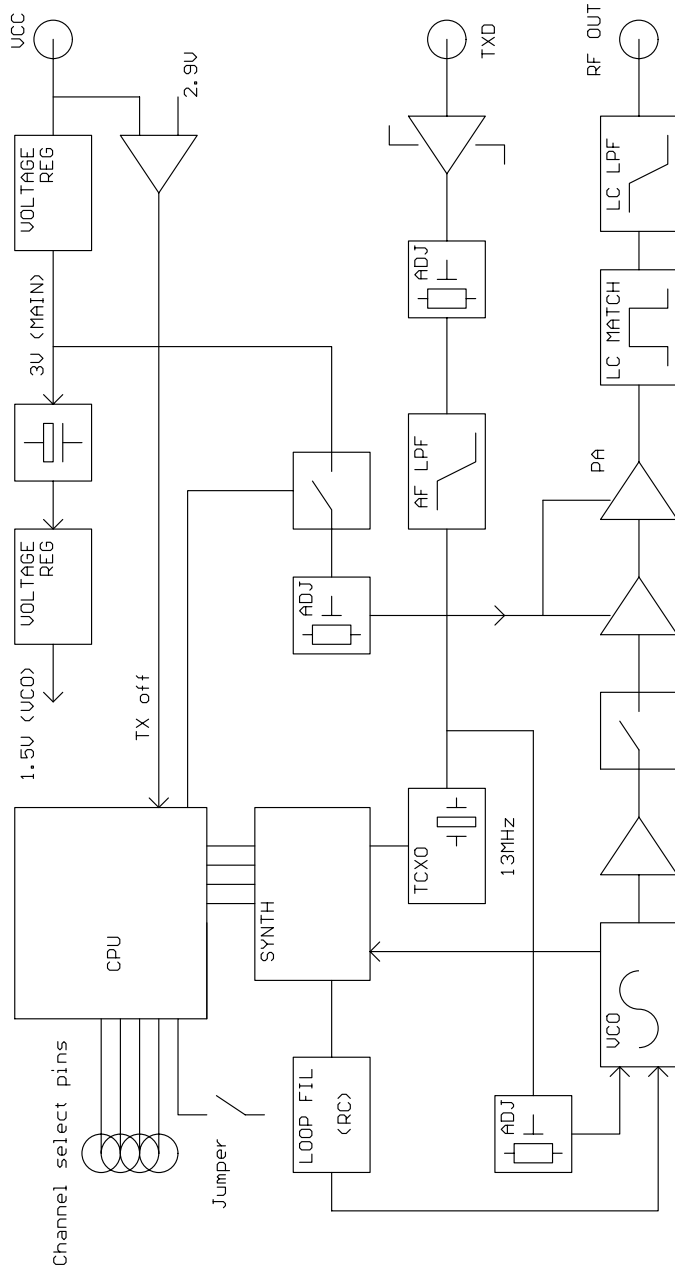 Channel select pins
Jumper
CPU
TX off
1.5V (VCO)
VOLTAGE
REG
3V (MAIN)
VOLTAGE
REG
VCC
2.9V
LOOP FIL
(RC)
SYNTH
ADJ
TCXO
13MHz
AF LPF
ADJ
TXD
ADJ
VCO
PA
LC MATCH
LC LPF
RF OUT